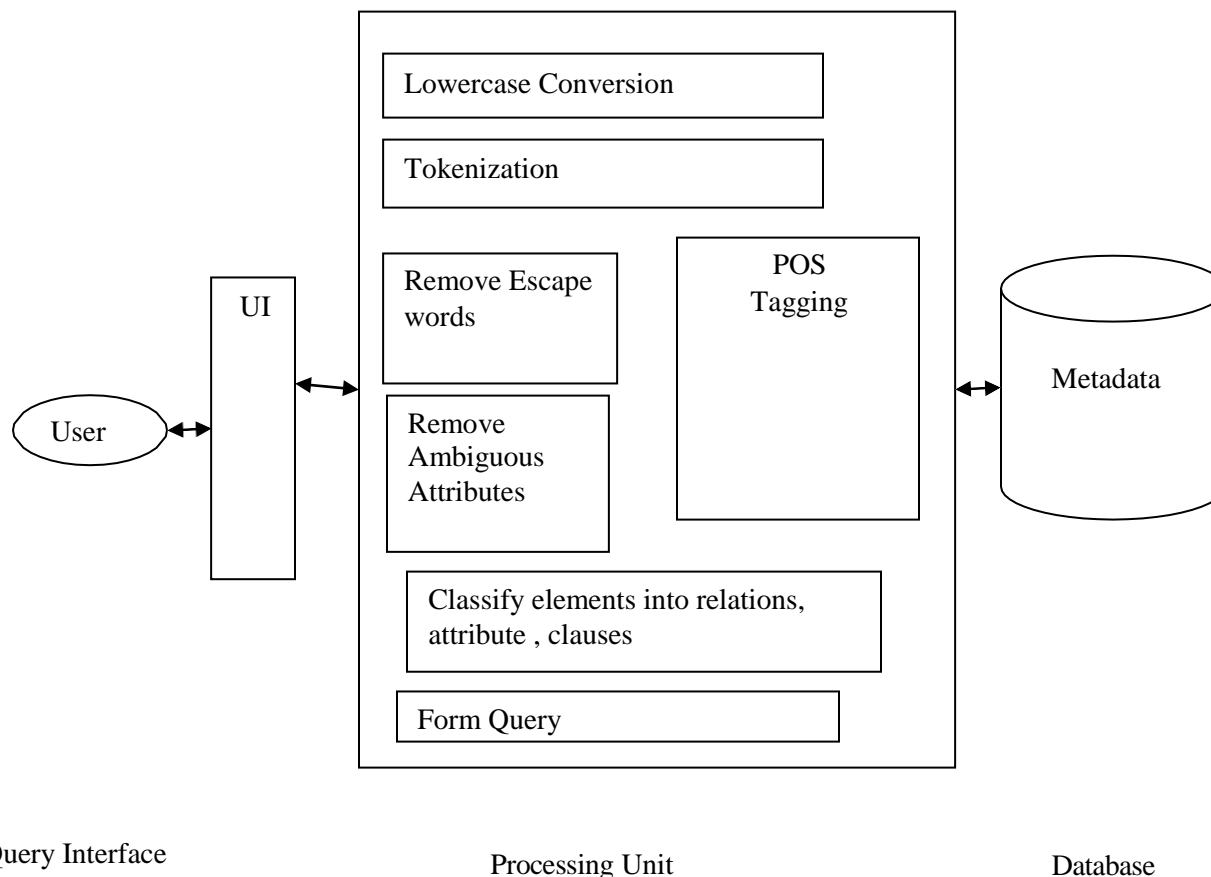 Lowercase Conversion
Tokenization
Remove Escape
words
POS
Tagging
UI
Metadata
User
Remove
Ambiguous
Attributes
Classify elements into relations,
attribute , clauses
Form Query
Query Interface
Processing Unit
Database